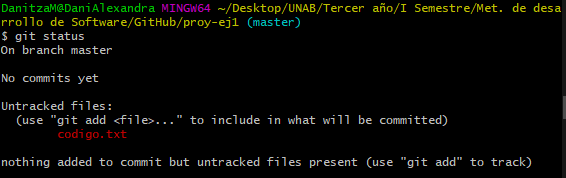 DanitzaM@DaniAlexandra MINGW64 ~/Desktop/UNAB/Tercer año/I Semestre/Met. de desa
rrollo de Software/GitHub/proy-ej1 (master)
$ git status
On branch master
No commits yet
Untracked files:
(use "git add <file>..." to include in what will be committed)
codigo.txt
nothing added to commit but untracked files present (use "git add" to track)